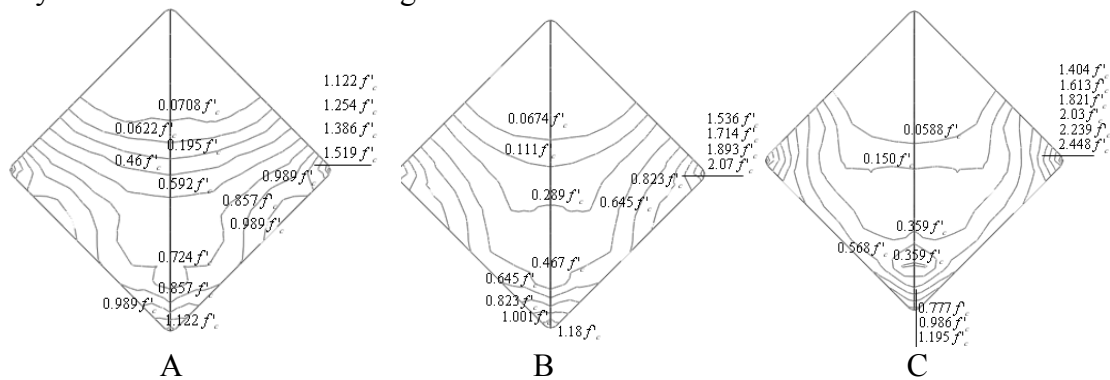 0.0708 f'c
0.0622 f'c
0.195 f'c
0.46 f'c
0.592 f'c
0.989 f'c
0.857 f'c
0.989 f'c
0.724 f'c
0.857 f'c
0.989 f'c
1.122 f'c
1.122 f'c
1.254 f'c
1.386 f'c
1.519 f'c
A
0.0674 f'c
0.111 f'c
0.289 f'c
0.823 f'c
0.645 f'c
0.467 f'c
0.645 f'c
0.823 f'c
1.001 f'c
1.18 f'c
1.536 f'c
1.714 f'c
1.893 f'c
2.07 f'c
B
0.0588 f'c
0.150 f'c
0.359 f'c
0.568 f'c
0.359 f'c
0.777 f'c
0.986 f'c
1.195 f'c
1.404 f'c
1.613 f'c
1.821 f'c
2.03 f'c
2.239 f'c
2.448 f'c
C